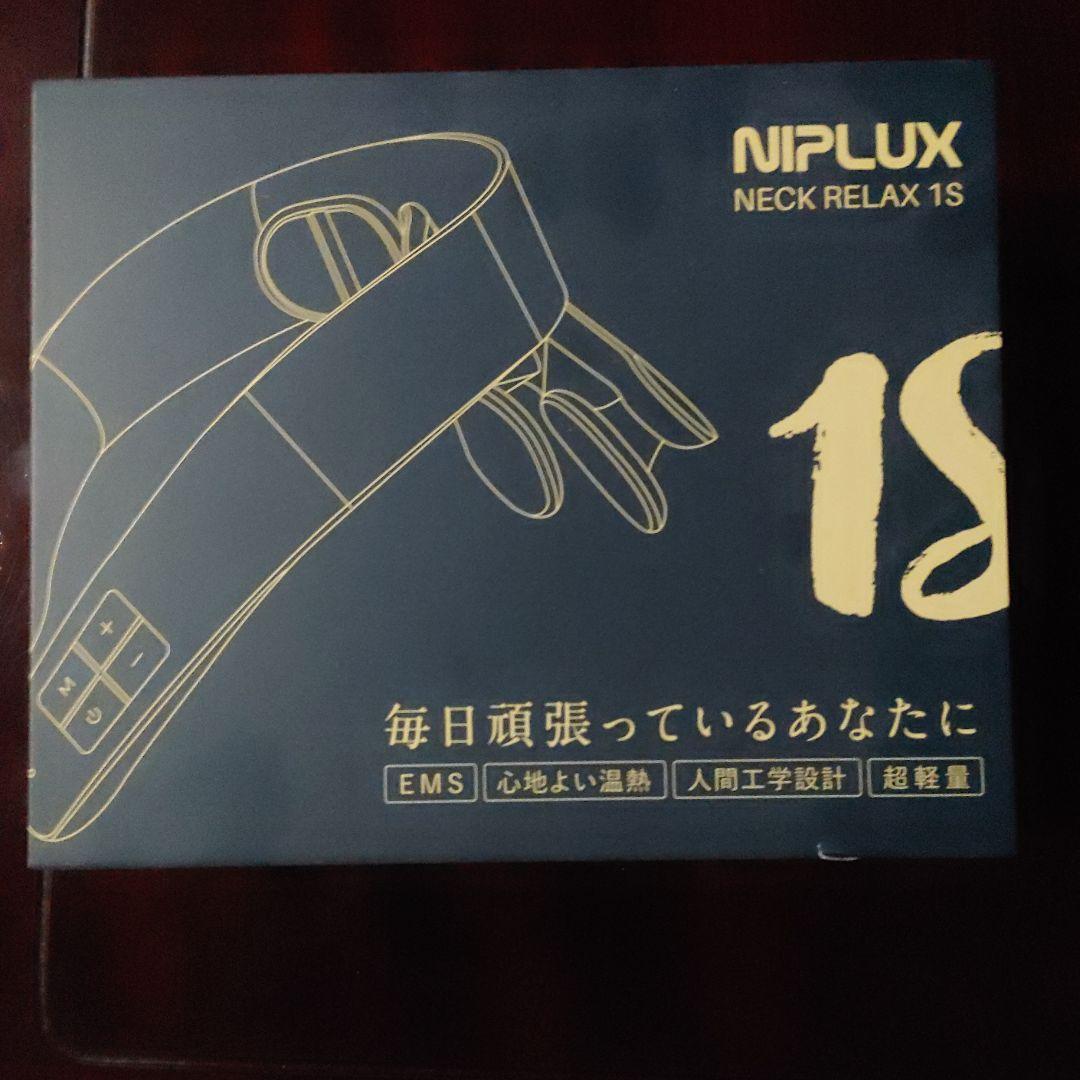 NIPLUX
NECK RELAX 1S
1S
+
-
M
毎日頑張っているあなたに
EMS 心地よい温熱 人間工学設計 超軽量